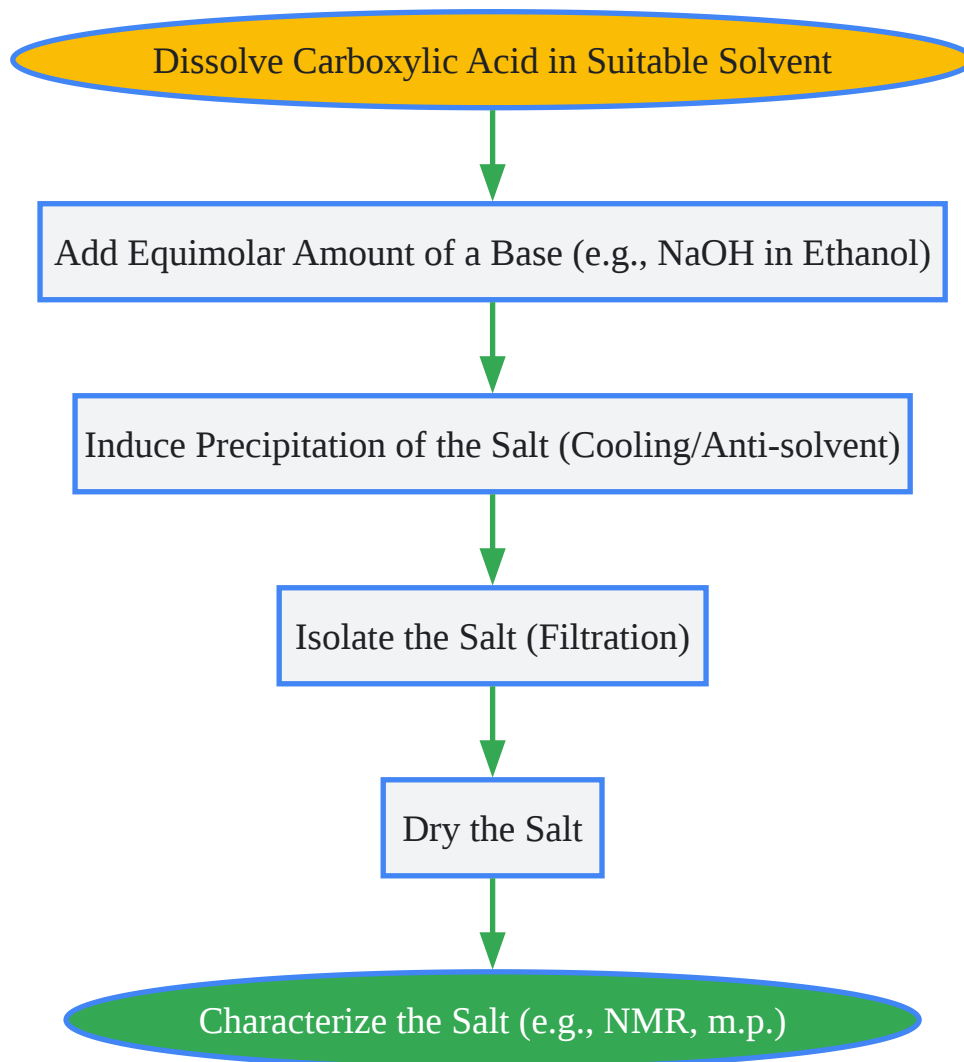 Dissolve Carboxylic Acid in Suitable Solvent
Add Equimolar Amount of a Base (e.g., NaOH in Ethanol)
Induce Precipitation of the Salt (Cooling/Anti-solvent)
Isolate the Salt (Filtration)
Dry the Salt
Characterize the Salt (e.g., NMR, m.p.)